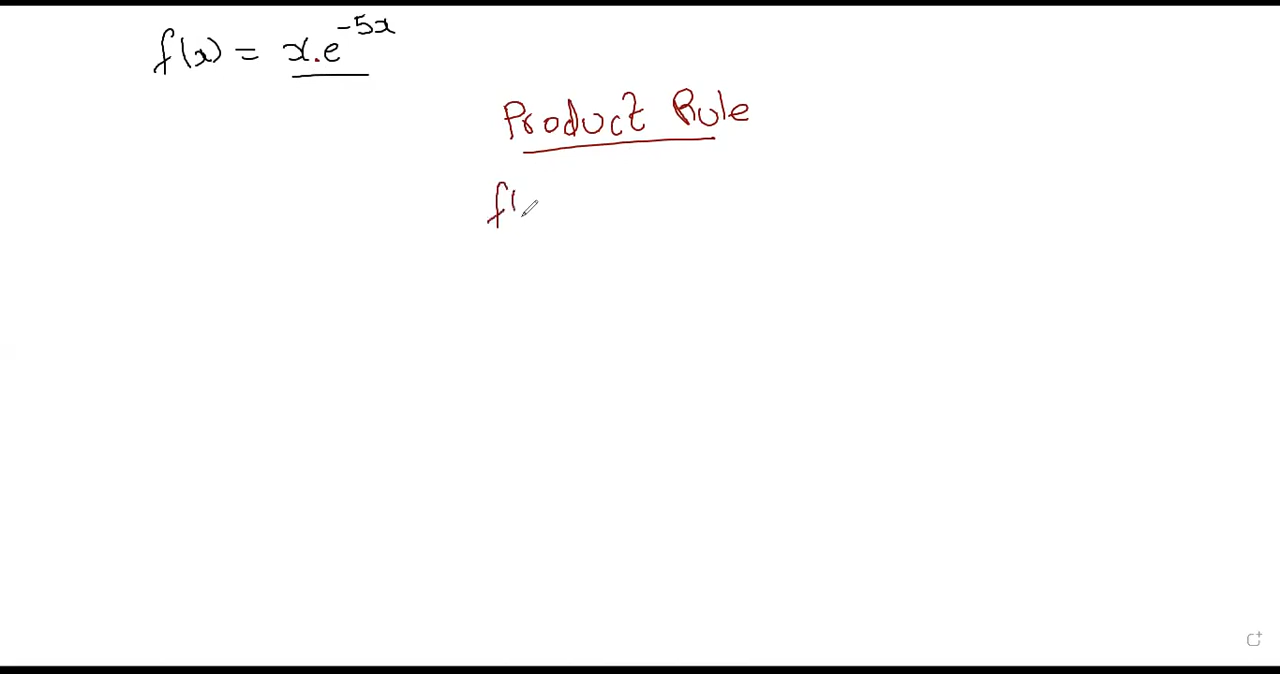 f(x) = x.e^{-5x}
Product Rule
f'